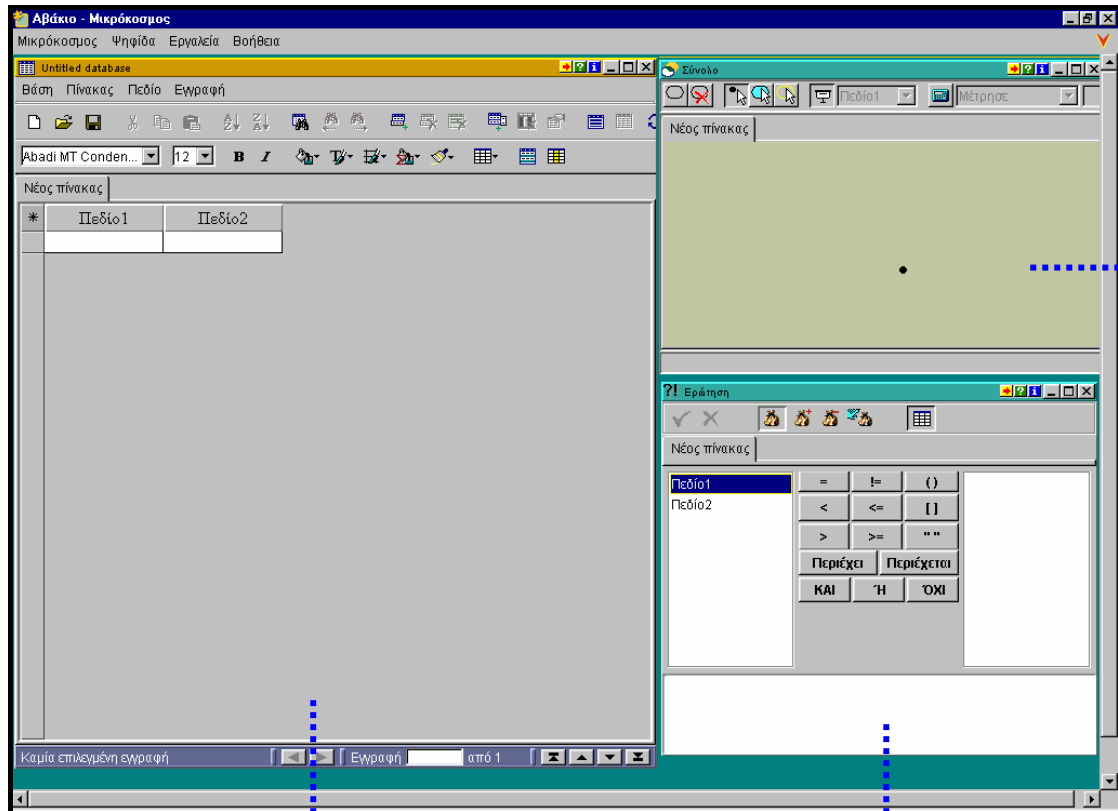 Αβάκιο - Μικρόκοσμος
Μικρόκοσμος Ψηφίδα Εργαλεία Βοήθεια
Untitled database
Βάση Πίνακας Πεδίο Εγγραφή
Abadi MT Conden... 12 B I
Νέος πίνακας
* Πεδίο1 Πεδίο2
Καμία επιλεγμένη εγγραφή Εγγραφή από 1
Σύνολο
Πεδίο1 Μέτρησε
Νέος πίνακας
?! Ερώτηση
Νέος πίνακας
Πεδίο1
Πεδίο2
= != ()
< <= []
> >= " "
Περιέχει Περιέχεται
ΚΑΙ Ή ΌΧΙ